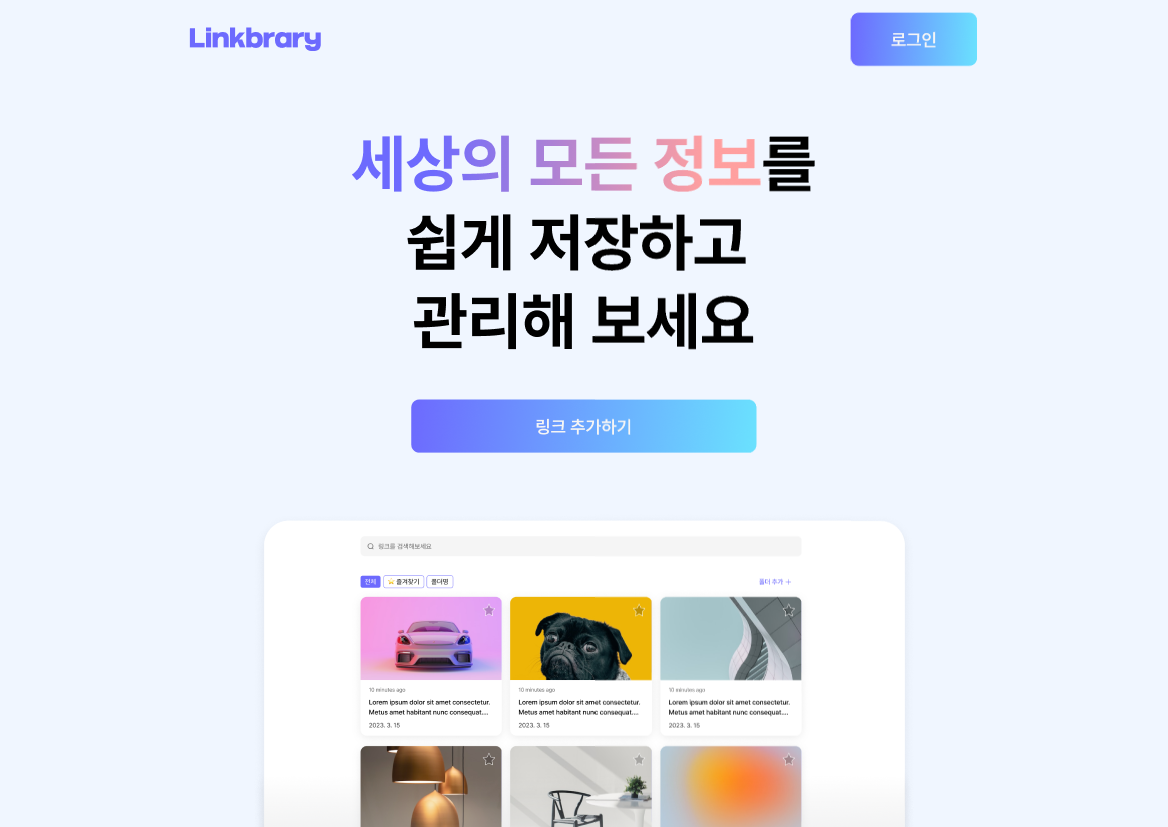 Linkbrary
로그인
세상의 모든 정보를
쉽게 저장하고
관리해 보세요
링크 추가하기
링크를 검색해보세요
전체
⭐ 즐겨찾기
폴더명
폴더 추가 +
10 minutes ago
Lorem ipsum dolor sit amet consectetur.
Metus amet habitant nunc consequat....
2023. 3. 15
10 minutes ago
Lorem ipsum dolor sit amet consectetur.
Metus amet habitant nunc consequat....
2023. 3. 15
10 minutes ago
Lorem ipsum dolor sit amet consectetur.
Metus amet habitant nunc consequat....
2023. 3. 15